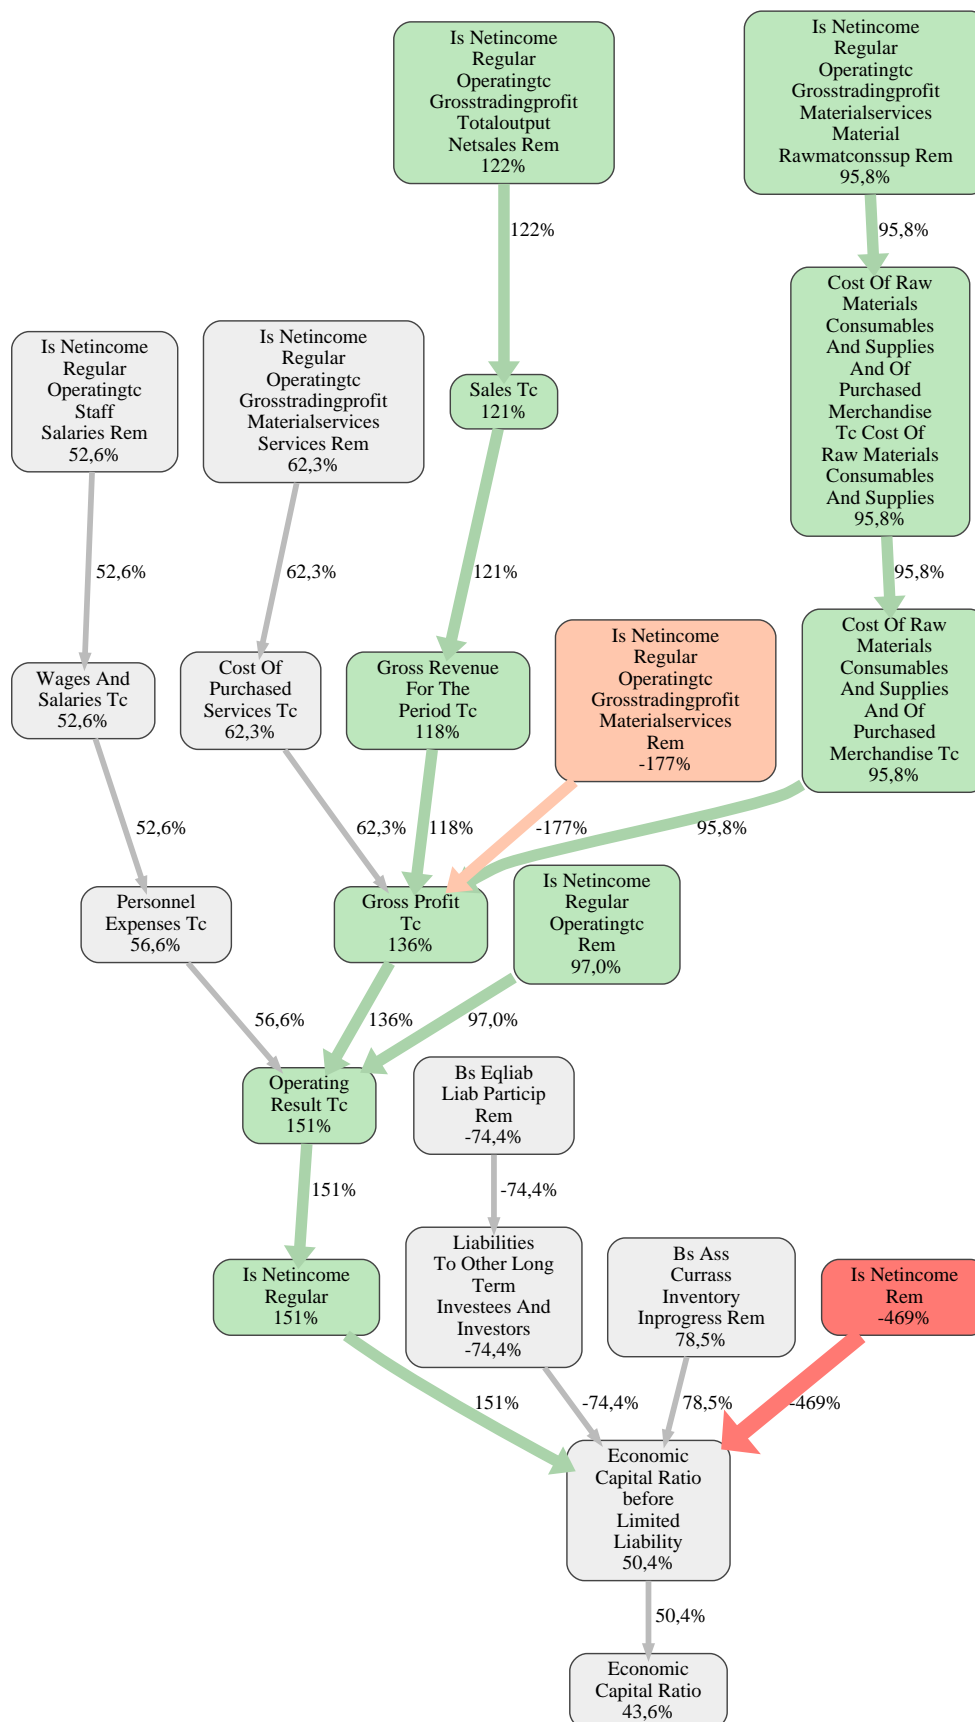 Is Netincome
Regular
Operatingtc
Grosstradingprofit
Totaloutput
Netsales Rem
122%
Is Netincome
Regular
Operatingtc
Grosstradingprofit
Materialservices
Material
Rawmatconssup Rem
95,8%
122%
95,8%
Cost Of Raw
Materials
Consumables
And Supplies
And Of
Purchased
Merchandise
Tc Cost Of
Raw Materials
Consumables
And Supplies
95,8%
Is Netincome
Regular
Operatingtc
Staff
Salaries Rem
52,6%
Is Netincome
Regular
Operatingtc
Grosstradingprofit
Materialservices
Services Rem
62,3%
Sales Tc
121%
52,6%
62,3%
121%
95,8%
Wages And
Salaries Tc
52,6%
Cost Of
Purchased
Services Tc
62,3%
Gross Revenue
For The
Period Tc
118%
Is Netincome
Regular
Operatingtc
Grosstradingprofit
Materialservices
Rem
-177%
Cost Of Raw
Materials
Consumables
And Supplies
And Of
Purchased
Merchandise Tc
95,8%
52,6%
62,3%
118%
-177%
95,8%
Personnel
Expenses Tc
56,6%
Gross Profit
Tc
136%
Is Netincome
Regular
Operatingtc
Rem
97,0%
56,6%
136%
97,0%
Operating
Result Tc
151%
Bs Eqliab
Liab Particip
Rem
-74,4%
151%
-74,4%
Is Netincome
Regular
151%
Liabilities
To Other Long
Term
Investees And
Investors
-74,4%
Bs Ass
Currass
Inventory
Inprogress Rem
78,5%
Is Netincome
Rem
-469%
151%
-74,4%
78,5%
-469%
Economic
Capital Ratio
before
Limited
Liability
50,4%
50,4%
Economic
Capital Ratio
43,6%